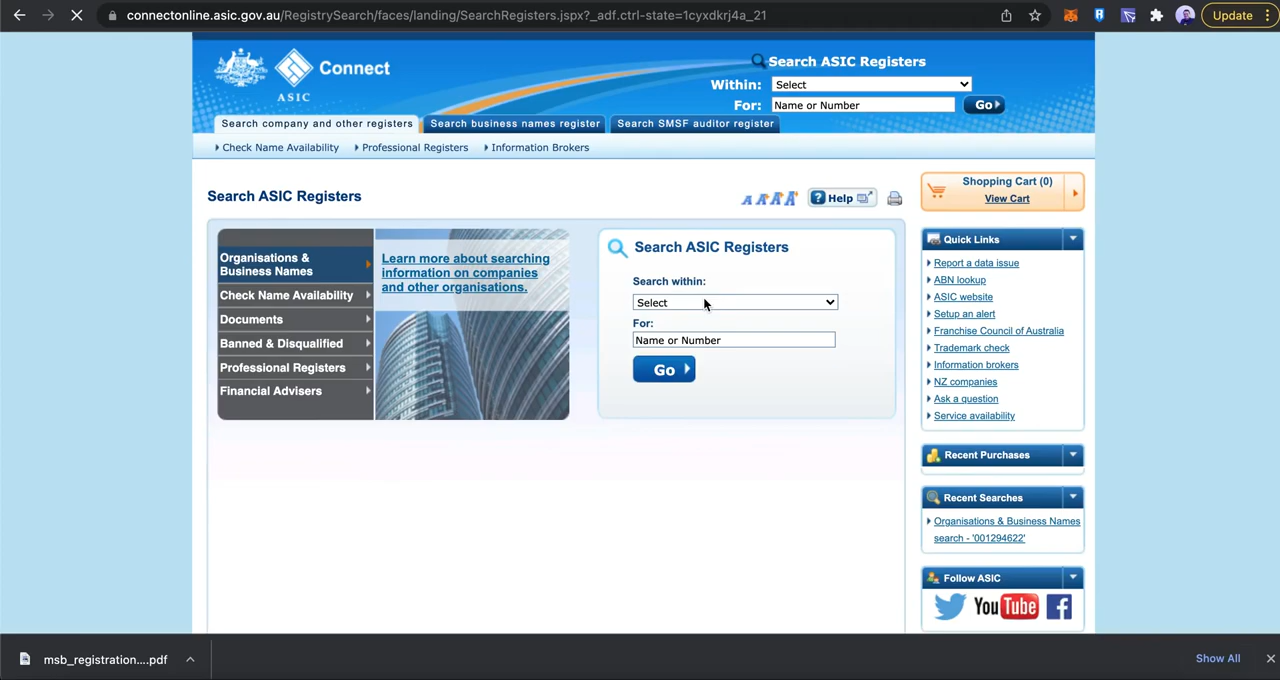 connectonline.asic.gov.au/RegistrySearch/faces/landing/SearchRegisters.jspx?_adf.ctrl-state=1cyxdkrj4a_21
Update
Connect
ASIC
Search ASIC Registers
Within:
Select
For:
Name or Number
Go
Search company and other registers
Search business names register
Search SMSF auditor register
Check Name Availability
Professional Registers
Information Brokers
Search ASIC Registers
A A A A
Help
Shopping Cart (0)
View Cart
Organisations &
Business Names
Check Name Availability
Documents
Banned & Disqualified
Professional Registers
Financial Advisers
Learn more about searching
information on companies
and other organisations.
Search ASIC Registers
Search within:
Select
For:
Name or Number
Go
Quick Links
Report a data issue
ABN lookup
ASIC website
Setup an alert
Franchise Council of Australia
Trademark check
Information brokers
NZ companies
Ask a question
Service availability
Recent Purchases
Recent Searches
Organisations & Business Names
search - '001294622'
Follow ASIC
YouTube
msb_registration....pdf
Show All